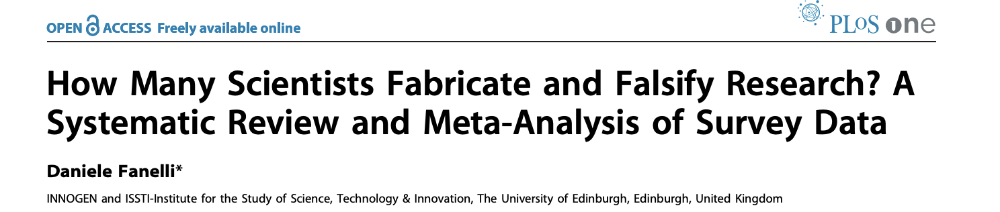 OPEN ACCESS Freely available online
PLoS one
How Many Scientists Fabricate and Falsify Research? A
Systematic Review and Meta-Analysis of Survey Data
Daniele Fanelli*
INNOGEN and ISSTI-Institute for the Study of Science, Technology & Innovation, The University of Edinburgh, Edinburgh, United Kingdom